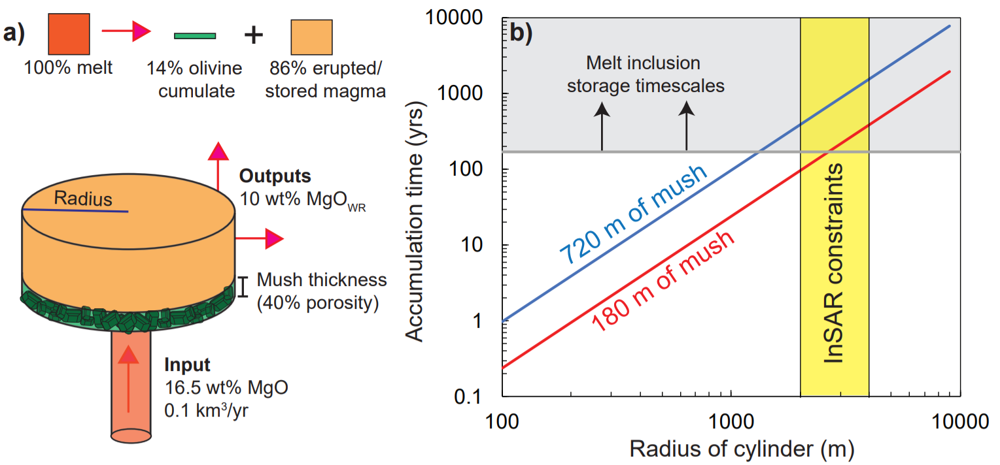 a)
100% melt
+
14% olivine
cumulate
86% erupted/
stored magma
Radius
Outputs
10 wt% MgO_WR
Mush thickness
(40% porosity)
Input
16.5 wt% MgO
0.1 km³/yr
b)
Accumulation time (yrs)
10000
1000
100
10
1
0.1
Melt inclusion
storage timescales
720 m of mush
180 m of mush
InSAR constraints
100
1000
10000
Radius of cylinder (m)